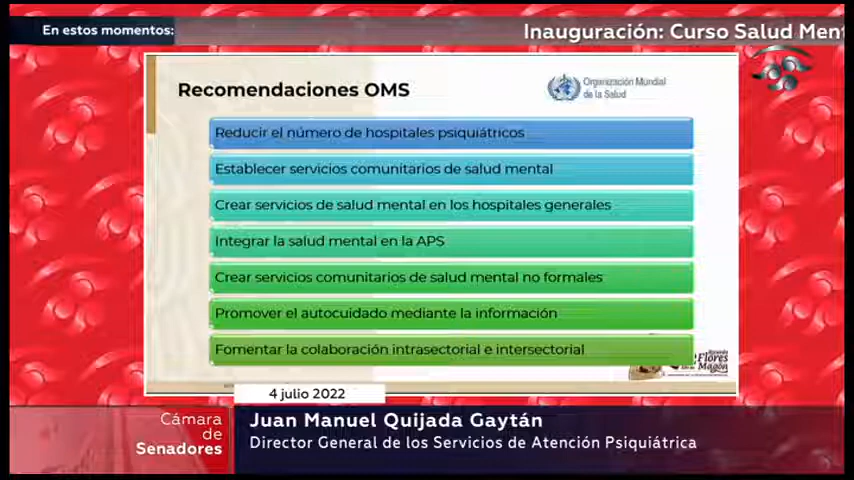 En estos momentos:
Inauguración: Curso Salud Ment
Recomendaciones OMS
Organización Mundial
de la Salud
Reducir el número de hospitales psiquiátricos
Establecer servicios comunitarios de salud mental
Crear servicios de salud mental en los hospitales generales
Integrar la salud mental en la APS
Crear servicios comunitarios de salud mental no formales
Promover el autocuidado mediante la información
Fomentar la colaboración intrasectorial e intersectorial
Ricardo
Flores
Magón
4 julio 2022
Cámara
de
Senadores
Juan Manuel Quijada Gaytán
Director General de los Servicios de Atención Psiquiátrica